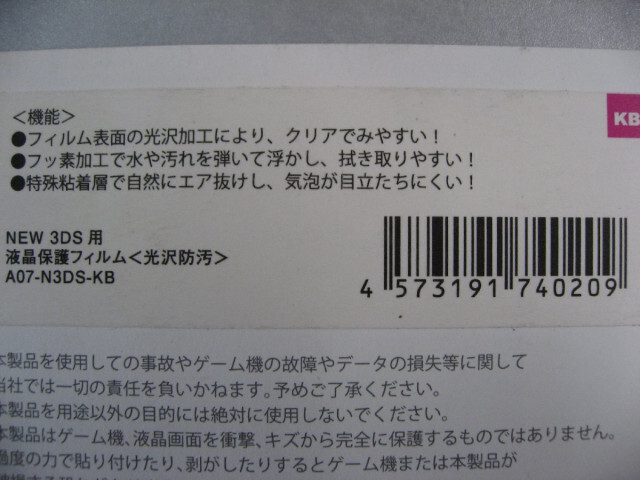 <機能>
●フィルム表面の光沢加工により、クリアでみやすい!
●フッ素加工で水や汚れを弾いて浮かし、拭き取りやすい!
●特殊粘着層で自然にエア抜けし、気泡が目立たちにくい!
KB
NEW 3DS 用
液晶保護フィルム<光沢防汚>
A07-N3DS-KB
4 573191 740209
本製品を使用しての事故やゲーム機の故障やデータの損失等に関して
当社では一切の責任を負いかねます。予めご了承ください。
本製品を用途以外の目的には絶対に使用しないでください。
本製品はゲーム機、液晶画面を衝撃、キズから完全に保護するものではありません。
過度の力で貼り付けたり、剥がしたりするとゲーム機または本製品が